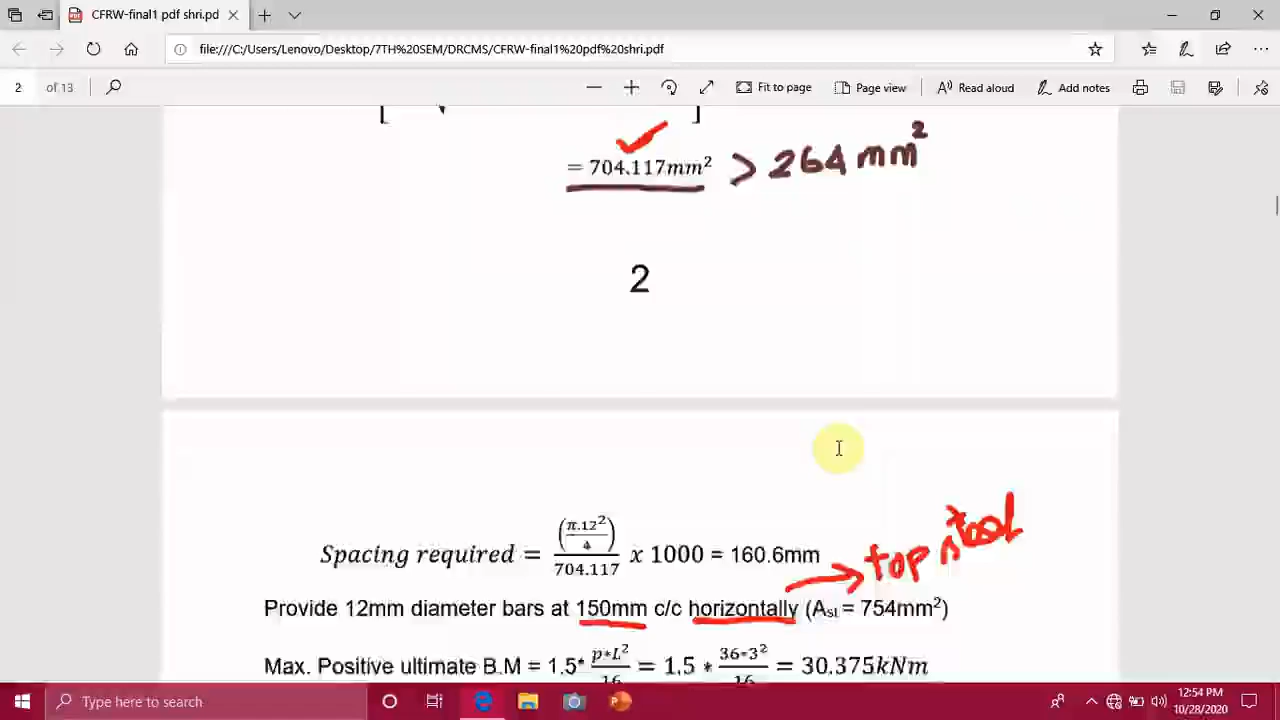 CFRW-final1 pdf shri.pd
file:///C:/Users/Lenovo/Desktop/7TH%20SEM/DRCMS/CFRW-final1%20pdf%20shri.pdf
2 of 13 Fit to page Page view Read aloud Add notes
= 704.117mm² > 264 mm²
2
Spacing required = (π.12²/4)/704.117 x 1000 = 160.6mm
top steel
Provide 12mm diameter bars at 150mm c/c horizontally (Ast = 754mm²)
Max. Positive ultimate B.M = 1.5* p*L²/16 = 1.5 * 36*3²/16 = 30.375kNm
Type here to search
12:54 PM
10/28/2020